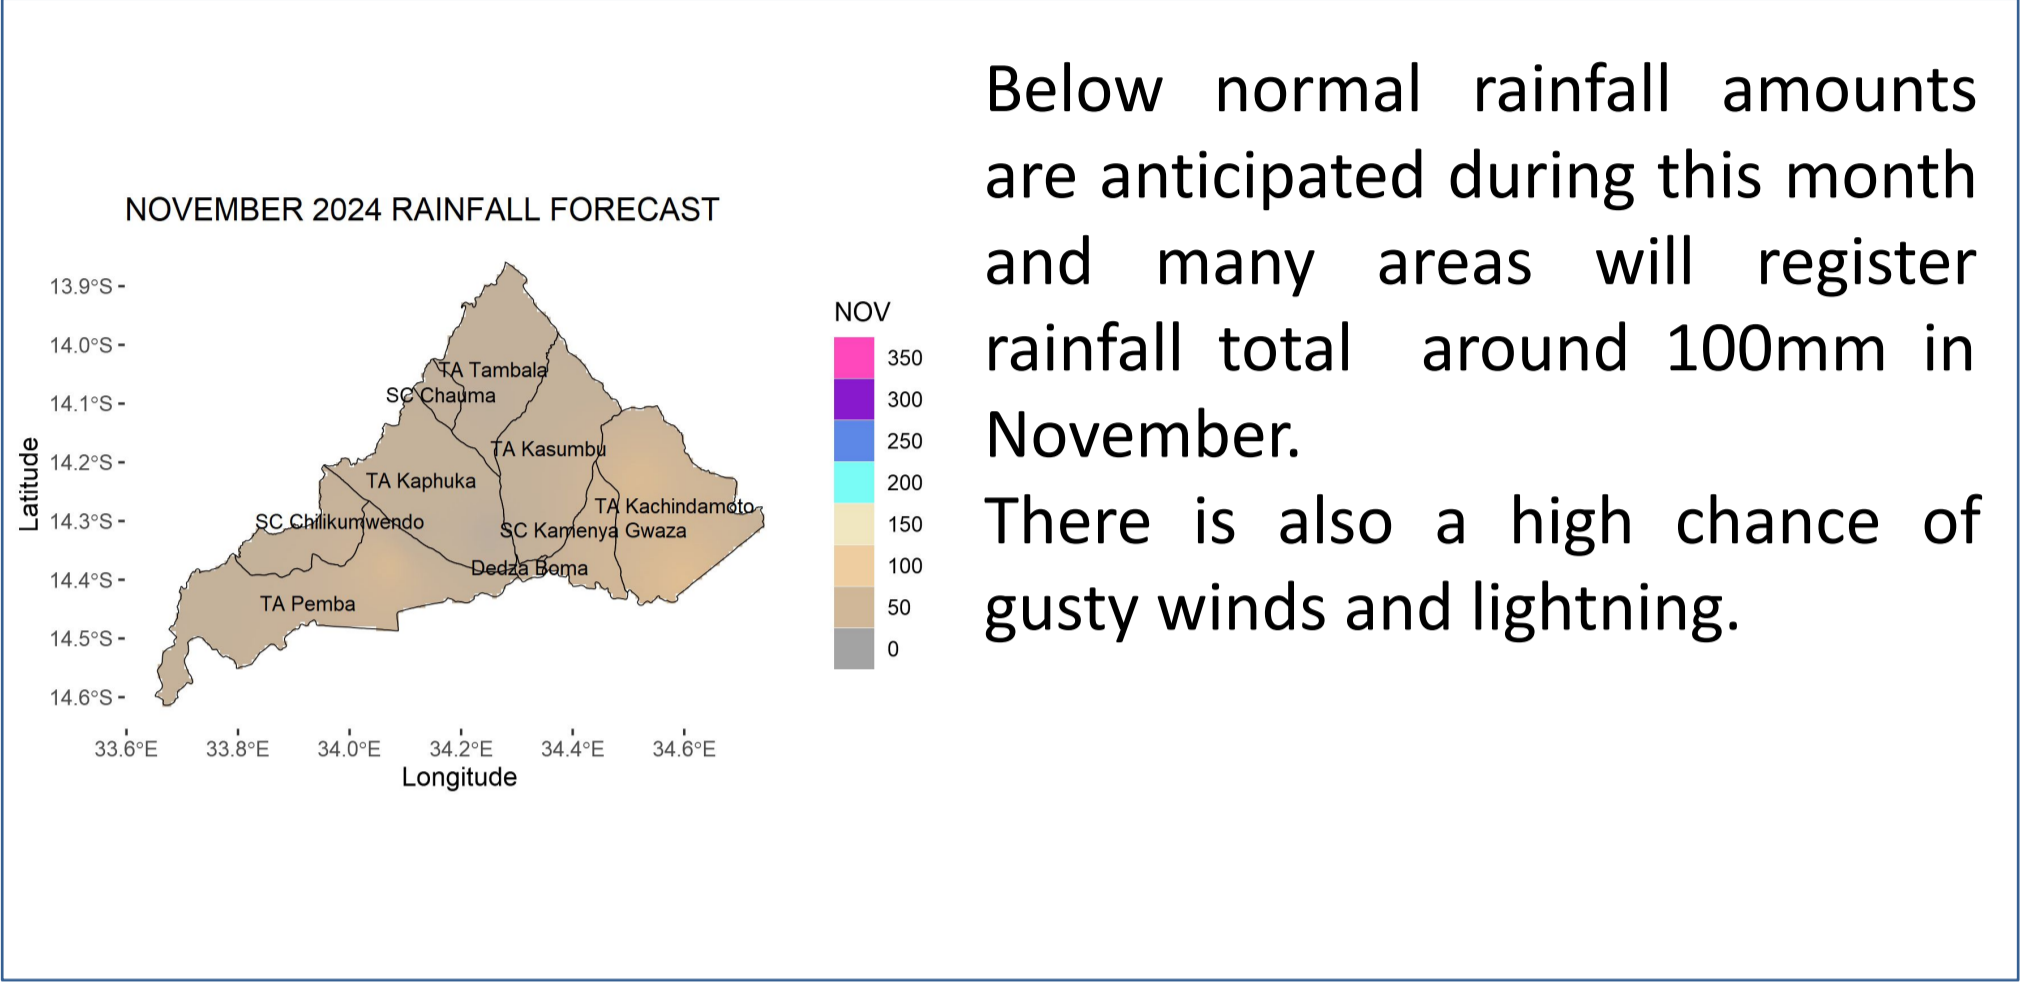 NOVEMBER 2024 RAINFALL FORECAST
13.9°S
14.0°S
14.1°S
14.2°S
14.3°S
14.4°S
14.5°S
14.6°S
Latitude
TA Tambala
SC Chauma
TA Kasumbu
TA Kaphuka
TA Kachindamoto
SC Chilikumwendo
SC Kamenya Gwaza
Dedza Boma
TA Pemba
33.6°E 33.8°E 34.0°E 34.2°E 34.4°E 34.6°E
Longitude
NOV
350
300
250
200
150
100
50
0
Below normal rainfall amounts
are anticipated during this month
and many areas will register
rainfall total around 100mm in
November.
There is also a high chance of
gusty winds and lightning.